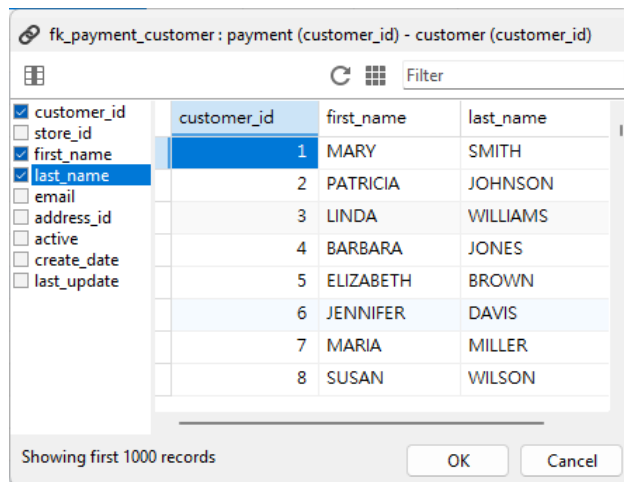 fk_payment_customer : payment (customer_id) - customer (customer_id)
Filter
customer_id
store_id
first_name
last_name
email
address_id
active
create_date
last_update
customer_id first_name last_name
1 MARY SMITH
2 PATRICIA JOHNSON
3 LINDA WILLIAMS
4 BARBARA JONES
5 ELIZABETH BROWN
6 JENNIFER DAVIS
7 MARIA MILLER
8 SUSAN WILSON
Showing first 1000 records
OK Cancel